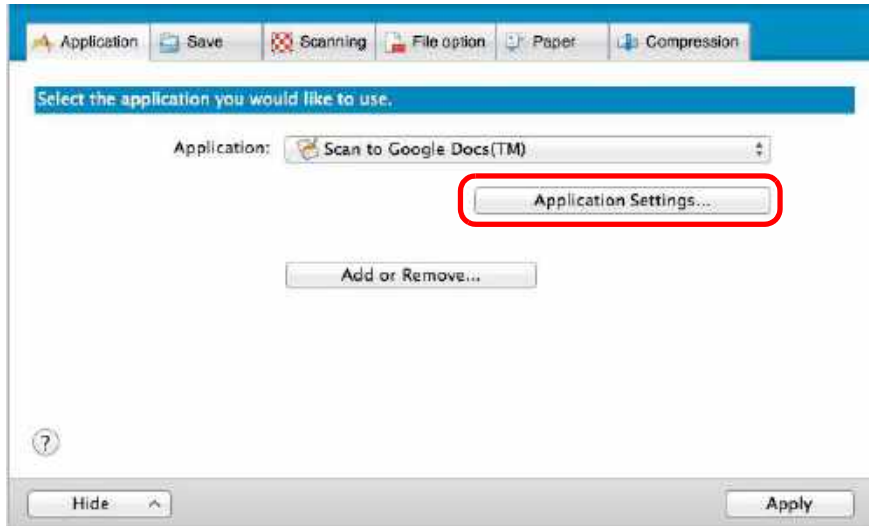 Application Save Scanning File option Paper Compression
Select the application you would like to use.
Application: Scan to Google Docs(TM)
Application Settings...
Add or Remove...
?
Hide Apply